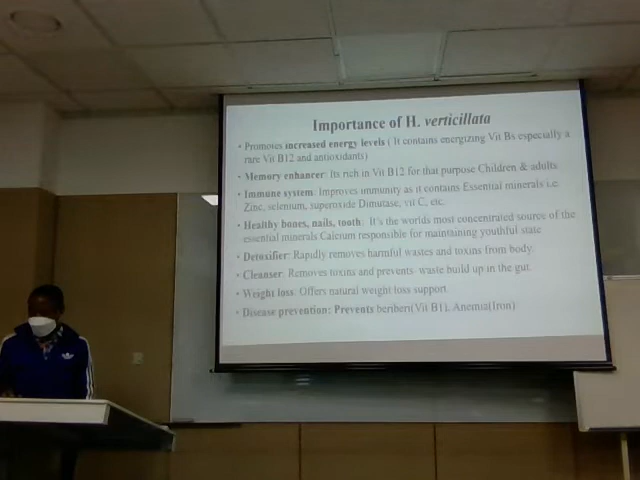 Importance of H. verticillata
• Promotes increased energy levels ( It contains energizing Vit Bs especially a
rare Vit B12 and antioxidants)
• Memory enhancer: Its rich in Vit B12 for that purpose Children & adults
• Immune system: Improves immunity as it contains Essential minerals i.e.
Zinc, selenium, superoxide Dimutase, vit C, etc.
• Healthy bones, nails, tooth: It's the worlds most concentrated source of the
essential minerals Calcium responsible for maintaining youthful state
• Detoxifier: Rapidly removes harmful wastes and toxins from body.
• Cleanser: Removes toxins and prevents waste build up in the gut.
• Weight loss: Offers natural weight loss support.
• Disease prevention: Prevents beriberi(Vit B1), Anemia(Iron)